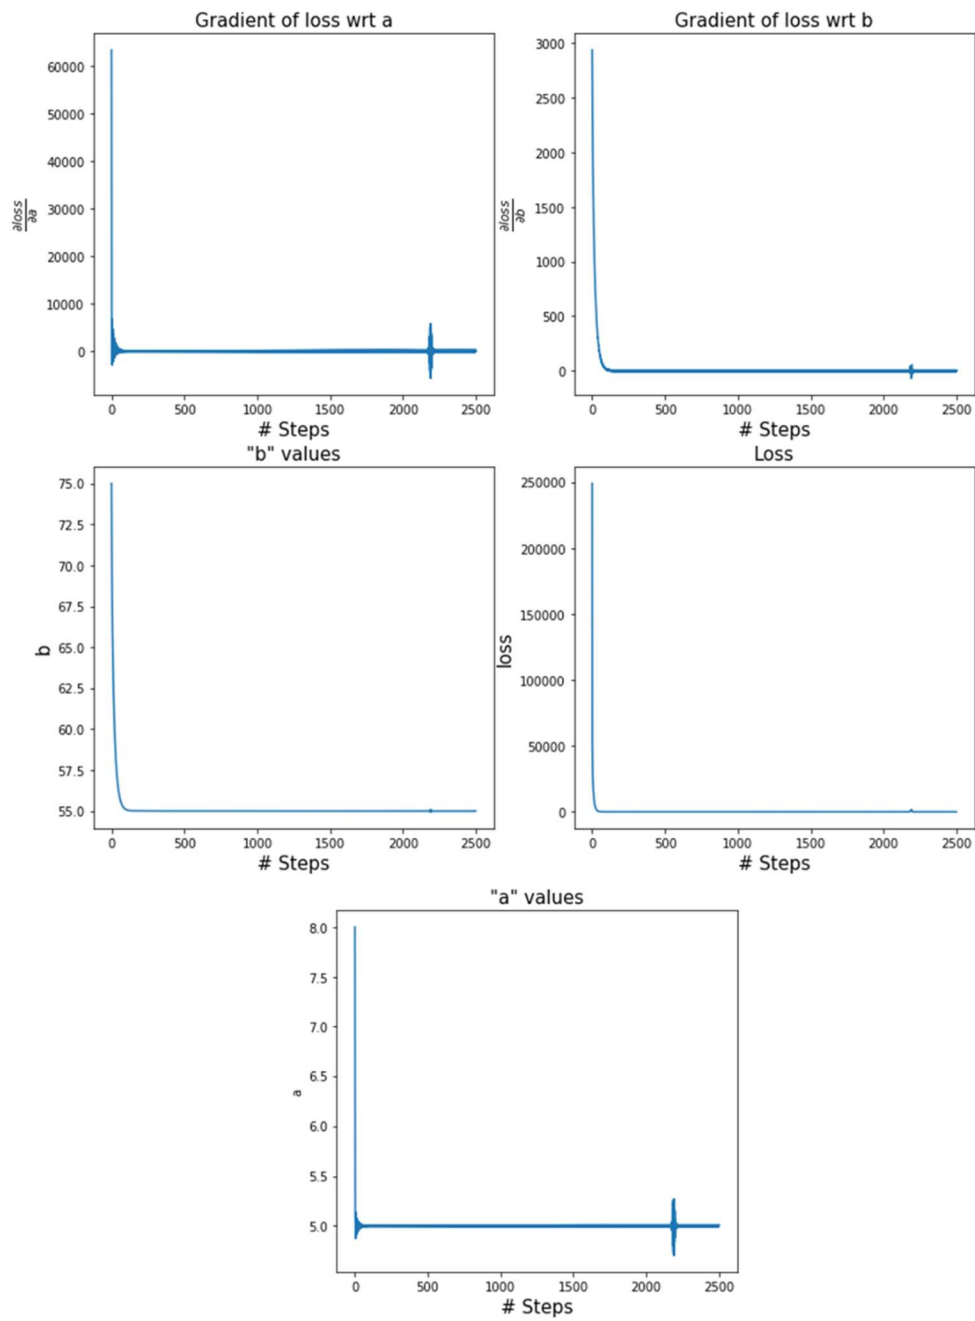 Gradient of loss wrt a
∂loss
∂a
60000
50000
40000
30000
20000
10000
0
0 500 1000 1500 2000 2500
# Steps
Gradient of loss wrt b
∂loss
∂b
3000
2500
2000
1500
1000
500
0
0 500 1000 1500 2000 2500
# Steps
"b" values
b
75.0
72.5
70.0
67.5
65.0
62.5
60.0
57.5
55.0
0 500 1000 1500 2000 2500
# Steps
Loss
loss
250000
200000
150000
100000
50000
0
0 500 1000 1500 2000 2500
# Steps
"a" values
a
8.0
7.5
7.0
6.5
6.0
5.5
5.0
0 500 1000 1500 2000 2500
# Steps